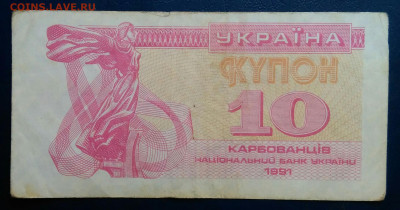 COINS.LAVE.RU
УКРАЇНА
КУПОН
10
КАРБОВАНЦІВ
НАЦІОНАЛЬНИЙ БАНК УКРАЇНИ
1991